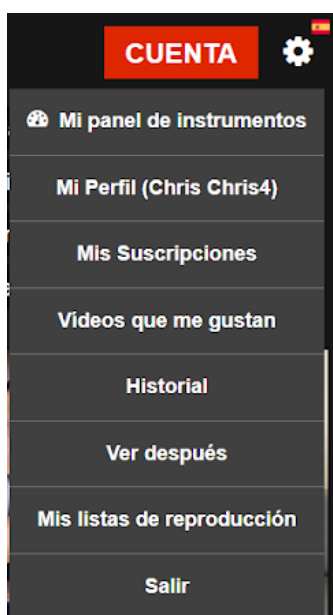 CUENTA
Mi panel de instrumentos
Mi Perfil (Chris Chris4)
Mis Suscripciones
Vídeos que me gustan
Historial
Ver después
Mis listas de reproducción
Salir